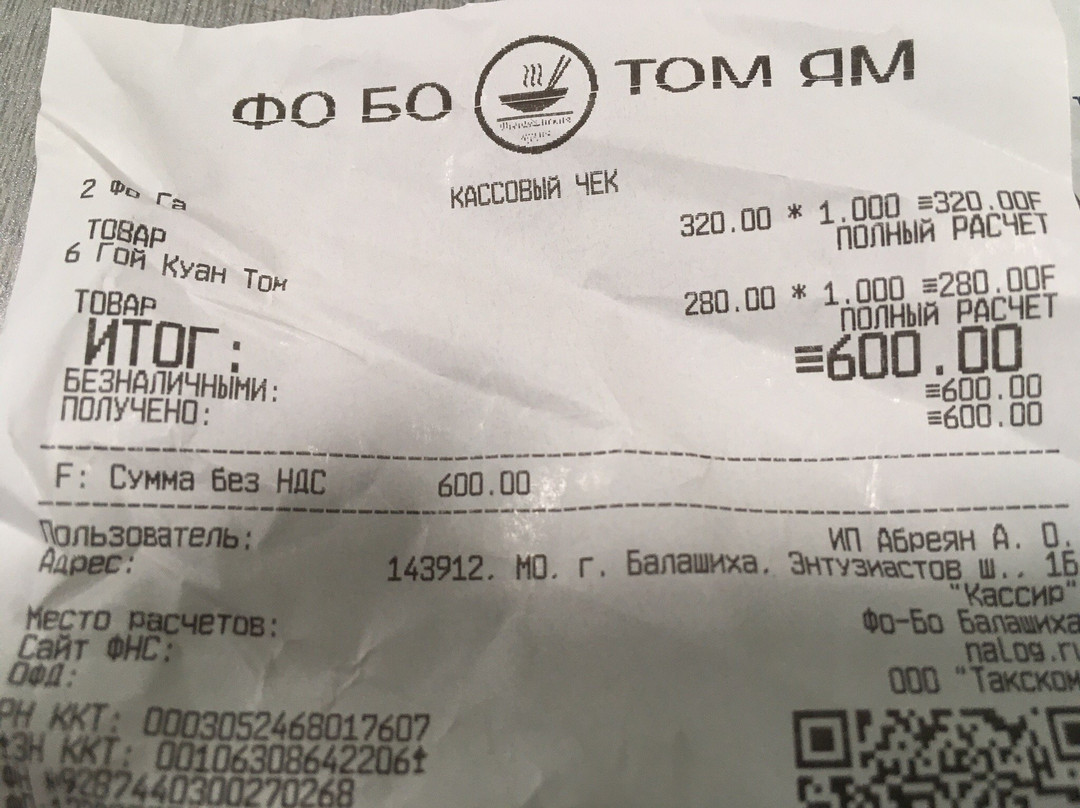 ФО БО ТОМ ЯМ
КАССОВЫЙ ЧЕК
2 Фо Га
320.00 * 1.000 ≡320.00F
ТОВАР ПОЛНЫЙ РАСЧЕТ
6 Гой Куан Том
280.00 * 1.000 ≡280.00F
ТОВАР ПОЛНЫЙ РАСЧЕТ
ИТОГ: ≡600.00
БЕЗНАЛИЧНЫМИ: ≡600.00
ПОЛУЧЕНО: ≡600.00
F: Сумма без НДС 600.00
Пользователь: ИП Абреян А. О.
Адрес: 143912, МО, г. Балашиха, Энтузиастов ш., 1Б
"Кассир"
Место расчетов: Фо-Бо Балашиха
Сайт ФНС: nalog.ru
ОФД: ООО "Такском
РН ККТ: 0003052468017607
ЗН ККТ: 00106308642206↑
№9287440300270268